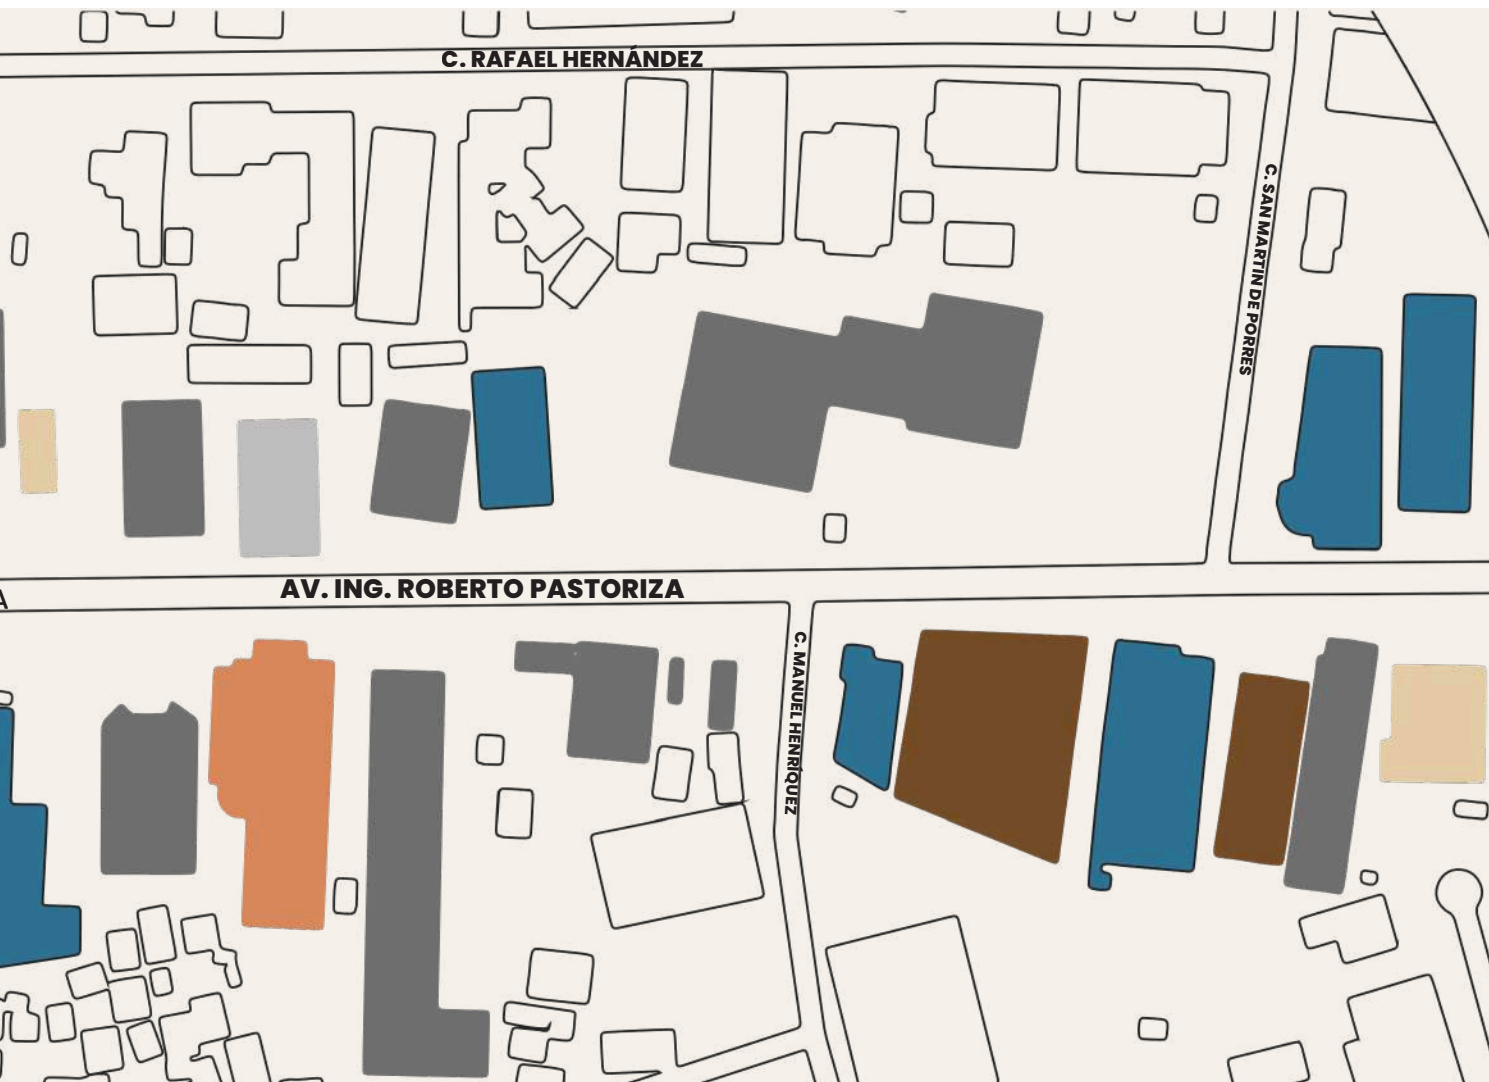 C. RAFAEL HERNÁNDEZ
C. SAN MARTIN DE PORRES
AV. ING. ROBERTO PASTORIZA
A
C. MANUEL HENRÍQUEZ